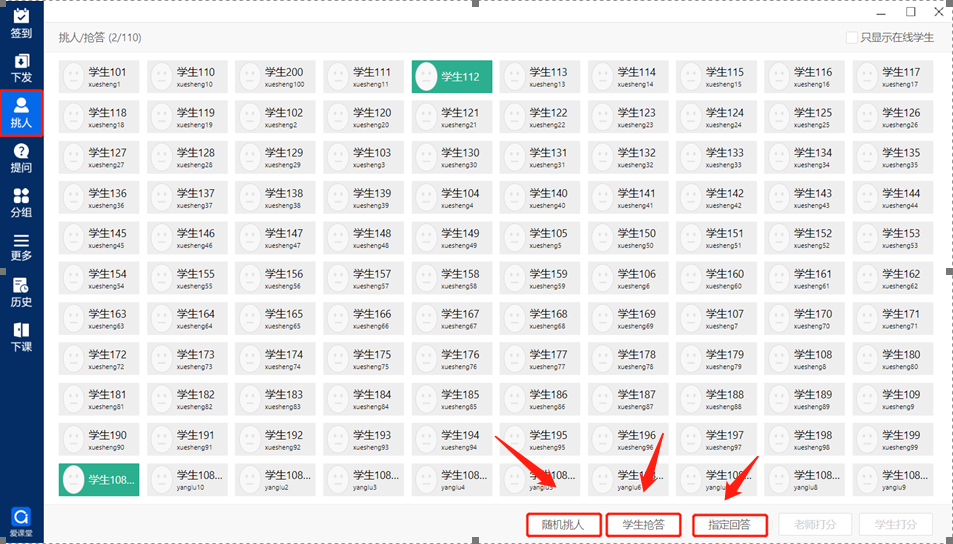 签到
下发
挑人
提问
分组
更多
历史
下课
爱课堂
挑人/抢答 (2/110)
只显示在线学生
学生101 学生110 学生200 学生111 学生112 学生113 学生114 学生115 学生116 学生117
xuesheng1 xuesheng10 xuesheng100 xuesheng11 xuesheng13 xuesheng14 xuesheng15 xuesheng16 xuesheng17
学生118 学生119 学生102 学生120 学生121 学生122 学生123 学生124 学生125 学生126
xuesheng18 xuesheng19 xuesheng2 xuesheng20 xuesheng21 xuesheng22 xuesheng23 xuesheng24 xuesheng25 xuesheng26
学生127 学生128 学生129 学生103 学生130 学生131 学生132 学生133 学生134 学生135
xuesheng27 xuesheng28 xuesheng29 xuesheng3 xuesheng30 xuesheng31 xuesheng32 xuesheng33 xuesheng34 xuesheng35
学生136 学生137 学生138 学生139 学生104 学生140 学生141 学生142 学生143 学生144
xuesheng36 xuesheng37 xuesheng38 xuesheng39 xuesheng4 xuesheng40 xuesheng41 xuesheng42 xuesheng43 xuesheng44
学生145 学生146 学生147 学生148 学生149 学生105 学生150 学生151 学生152 学生153
xuesheng45 xuesheng46 xuesheng47 xuesheng48 xuesheng49 xuesheng5 xuesheng50 xuesheng51 xuesheng52 xuesheng53
学生154 学生155 学生156 学生157 学生158 学生159 学生106 学生160 学生161 学生162
xuesheng54 xuesheng55 xuesheng56 xuesheng57 xuesheng58 xuesheng59 xuesheng6 xuesheng60 xuesheng61 xuesheng62
学生163 学生164 学生165 学生166 学生167 学生168 学生169 学生107 学生170 学生171
xuesheng63 xuesheng64 xuesheng65 xuesheng66 xuesheng67 xuesheng68 xuesheng69 xuesheng7 xuesheng70 xuesheng71
学生172 学生173 学生174 学生175 学生176 学生177 学生178 学生179 学生108 学生180
xuesheng72 xuesheng73 xuesheng74 xuesheng75 xuesheng76 xuesheng77 xuesheng78 xuesheng79 xuesheng8 xuesheng80
学生181 学生182 学生183 学生184 学生185 学生186 学生187 学生188 学生189 学生109
xuesheng81 xuesheng82 xuesheng83 xuesheng84 xuesheng85 xuesheng86 xuesheng87 xuesheng88 xuesheng89 xuesheng9
学生190 学生191 学生192 学生193 学生194 学生195 学生196 学生197 学生198 学生199
xuesheng90 xuesheng91 xuesheng92 xuesheng93 xuesheng94 xuesheng95 xuesheng96 xuesheng97 xuesheng98 xuesheng99
学生108... 学生108... 学生108... 学生108... 学生108... 学生108... 学生108...
yangliu10 yangliu2 yangliu3 yangliu4 yangliu8 yangliu9
随机挑人 学生抢答 指定回答 老师打分 学生打分